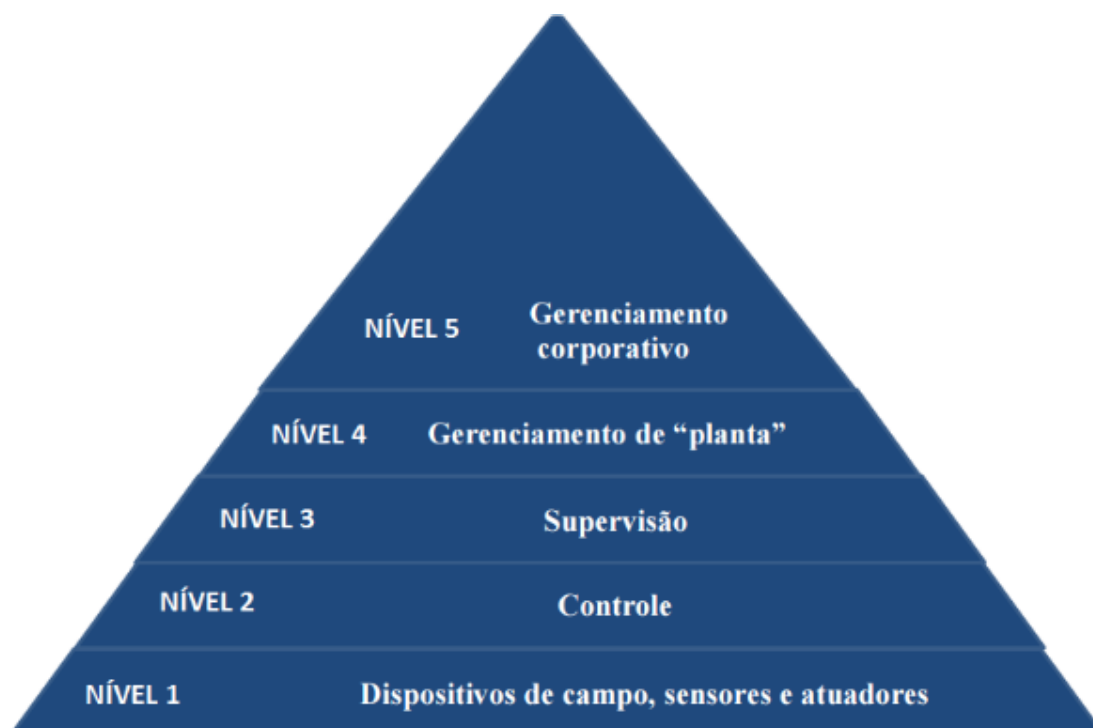 NÍVEL 5 Gerenciamento
corporativo
NÍVEL 4 Gerenciamento de “planta”
NÍVEL 3 Supervisão
NÍVEL 2 Controle
NÍVEL 1 Dispositivos de campo, sensores e atuadores